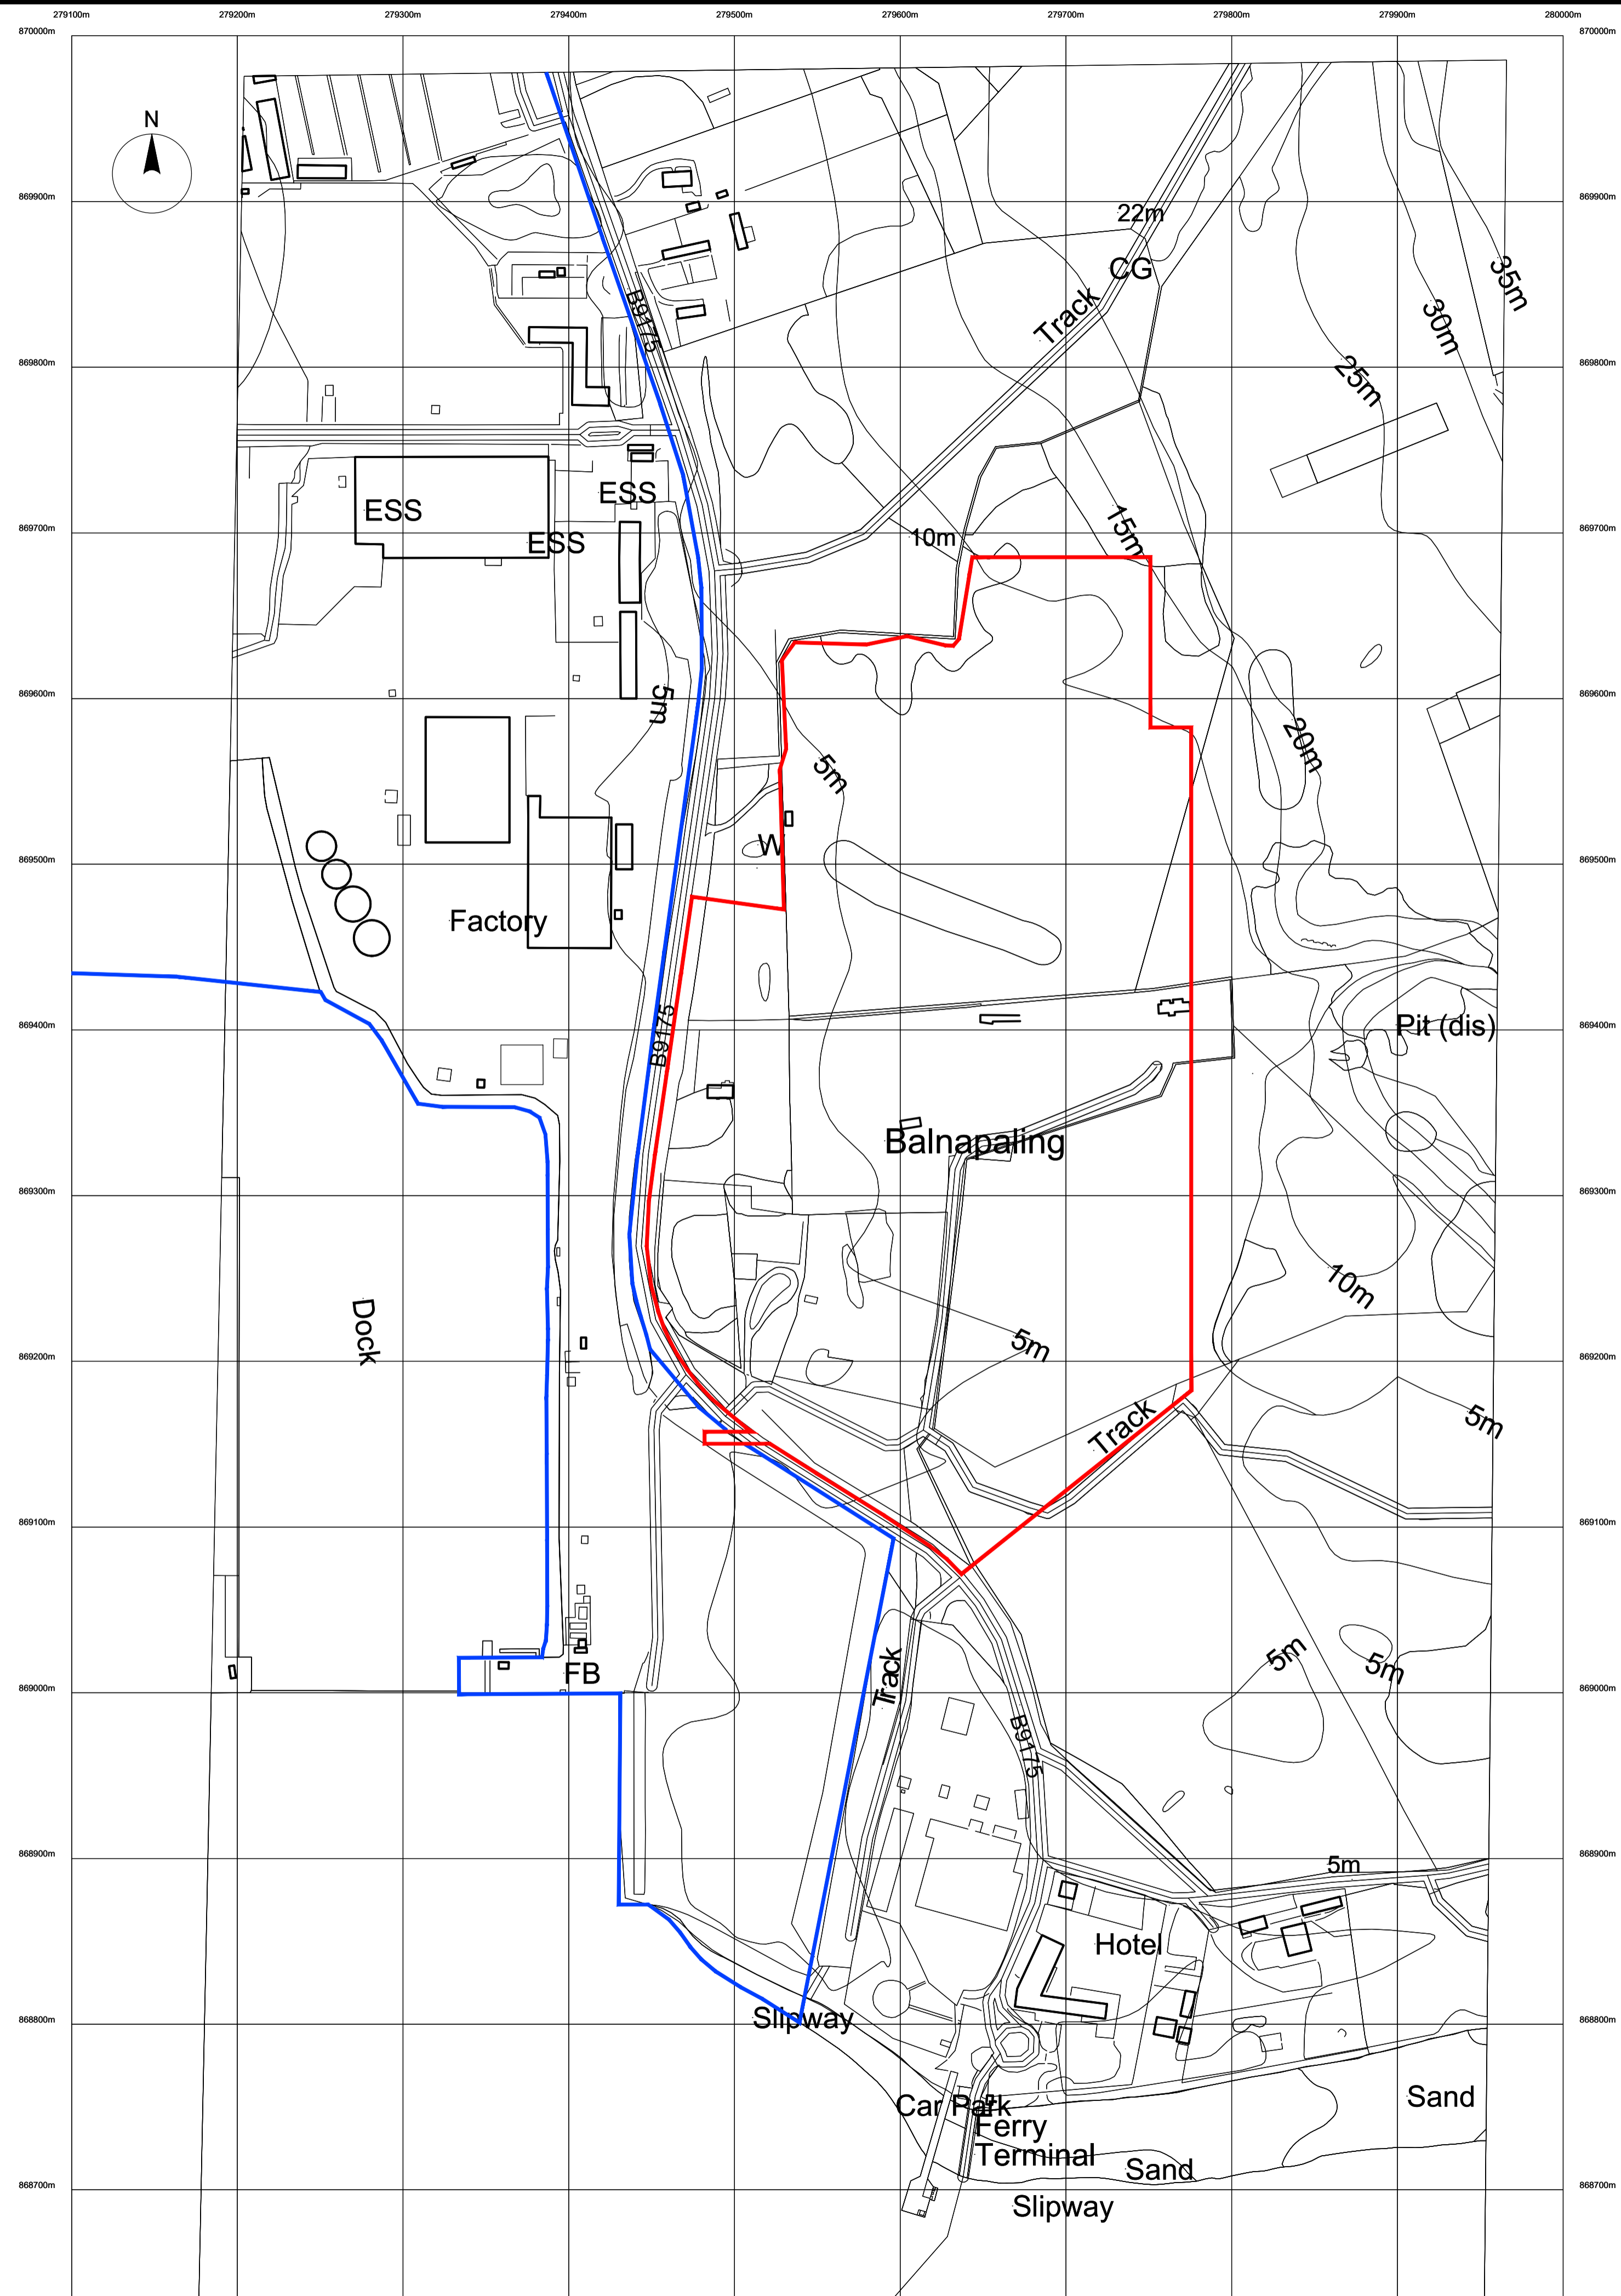 279100m 279200m 279300m 279400m 279500m 279600m 279700m 279800m 279900m 280000m
870000m 870000m
N
869900m 869900m
22m
CG
35m
Track
B9175
30m
869800m 869800m
25m
ESS
ESS
ESS
869700m 869700m
10m
15m
869600m 869600m
5m
20m
5m
W
869500m 869500m
Factory
869400m 869400m
B9175
Pit (dis)
Balnapaling
869300m 869300m
10m
Dock
5m
869200m 869200m
Track
5m
869100m 869100m
FB
Track
5m
5m
869000m 869000m
B9175
868900m 868900m
5m
Hotel
Slipway
868800m 868800m
Car Park
Ferry
Terminal
Sand
Sand
868700m 868700m
Slipway